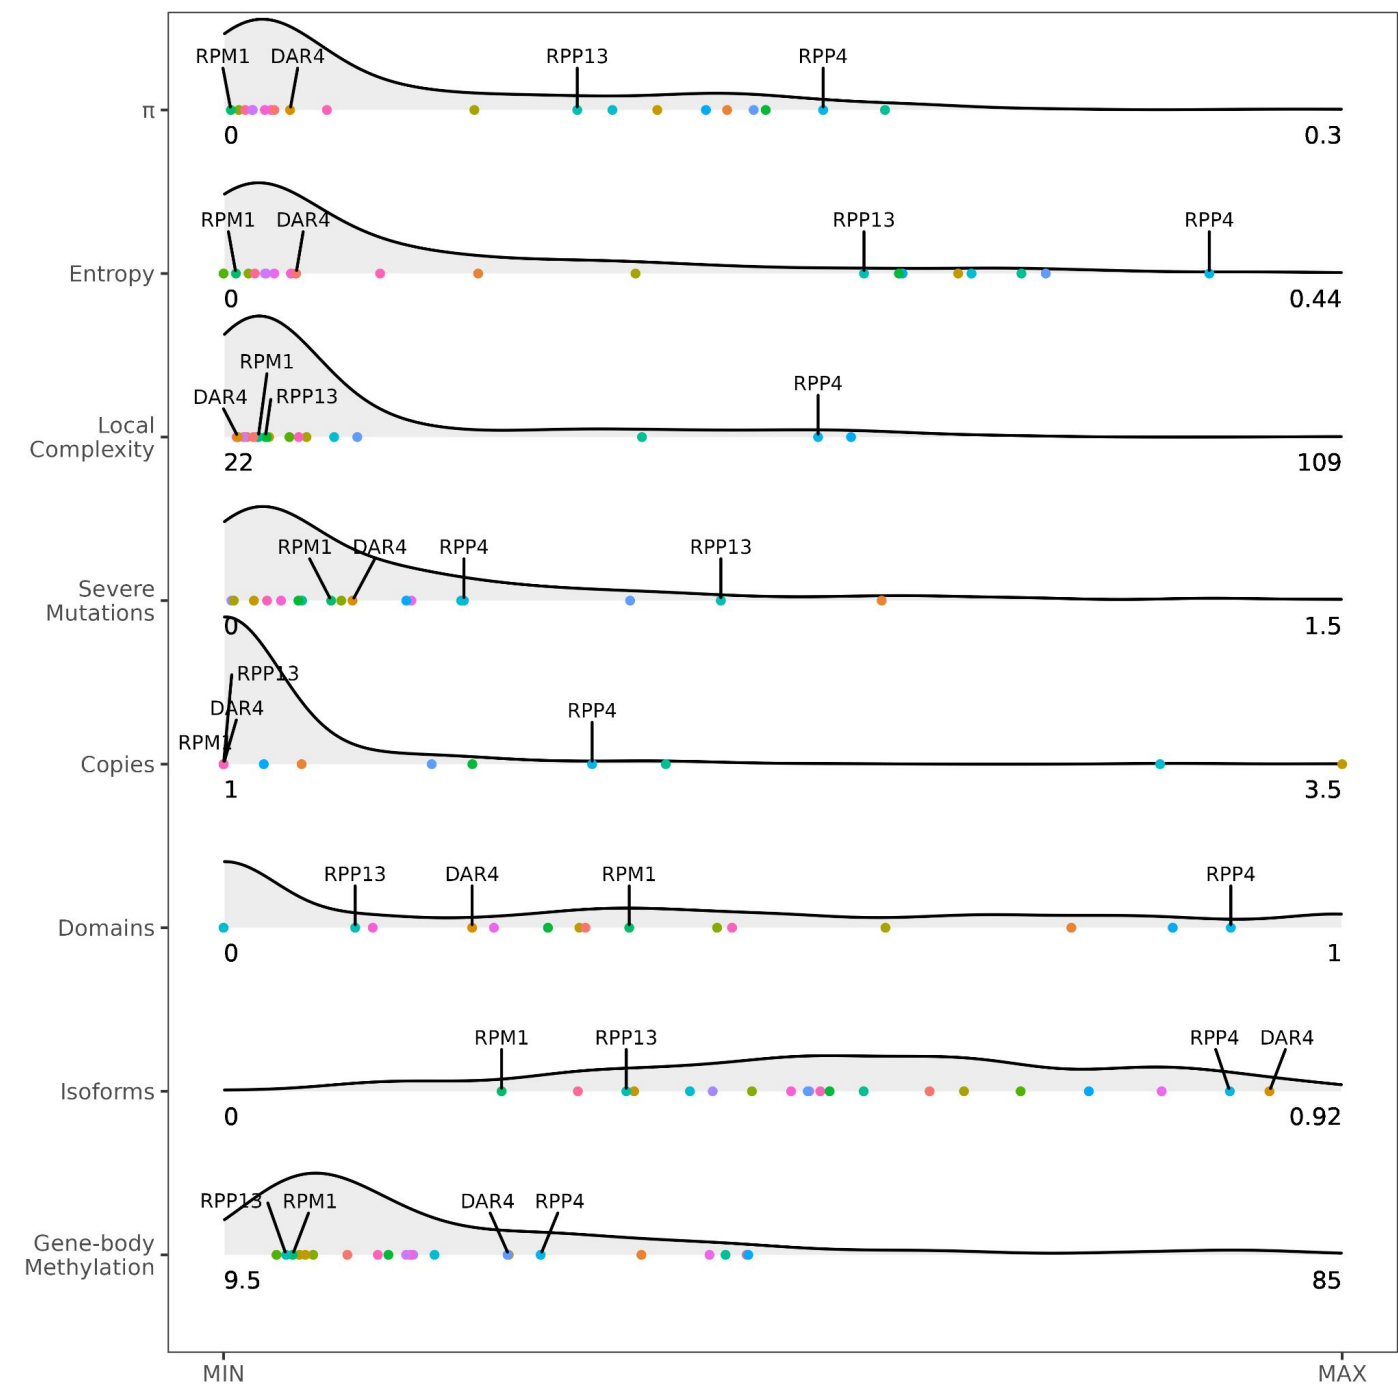 RPM1 DAR4 RPP13 RPP4
π
0 0.3
RPM1 DAR4 RPP13 RPP4
Entropy
0 0.44
RPM1
DAR4 RPP13 RPP4
Local
Complexity
22 109
RPM1 DAR4 RPP4 RPP13
Severe
Mutations
0 1.5
RPP13
DAR4 RPP4
RPM1
Copies
1 3.5
RPP13 DAR4 RPM1 RPP4
Domains
0 1
RPM1 RPP13 RPP4 DAR4
Isoforms
0 0.92
RPP13 RPM1 DAR4 RPP4
Gene-body
Methylation
9.5 85
MIN MAX